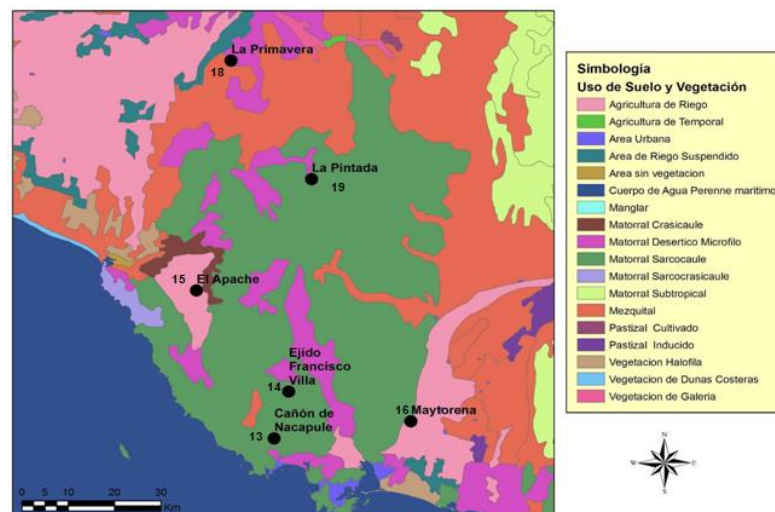 La Primavera
18
La Pintada
19
15
El Apache
Ejido
Francisco
Villa
14
Cañón de
Nacapule
13
16 Maytorena
0 5 10 20 30
Km
Simbología
Uso de Suelo y Vegetación
Agricultura de Riego
Agricultura de Temporal
Area Urbana
Area de Riego Suspendido
Area sin vegetacion
Cuerpo de Agua Perenne maritimo
Manglar
Matorral Crasicaule
Matorral Desertico Microfilo
Matorral Sarcocaule
Matorral Sarcocrasicaule
Matorral Subtropical
Mezquital
Pastizal Cultivado
Pastizal Inducido
Vegetacion Halofila
Vegetacion de Dunas Costeras
Vegetacion de Galeria
N
W E
S